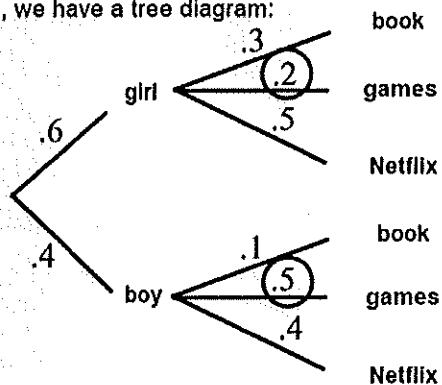 , we have a tree diagram:
.3 book
girl .2 games
.6 .5
Netflix
.1 book
.4
boy .5 games
.4
Netflix